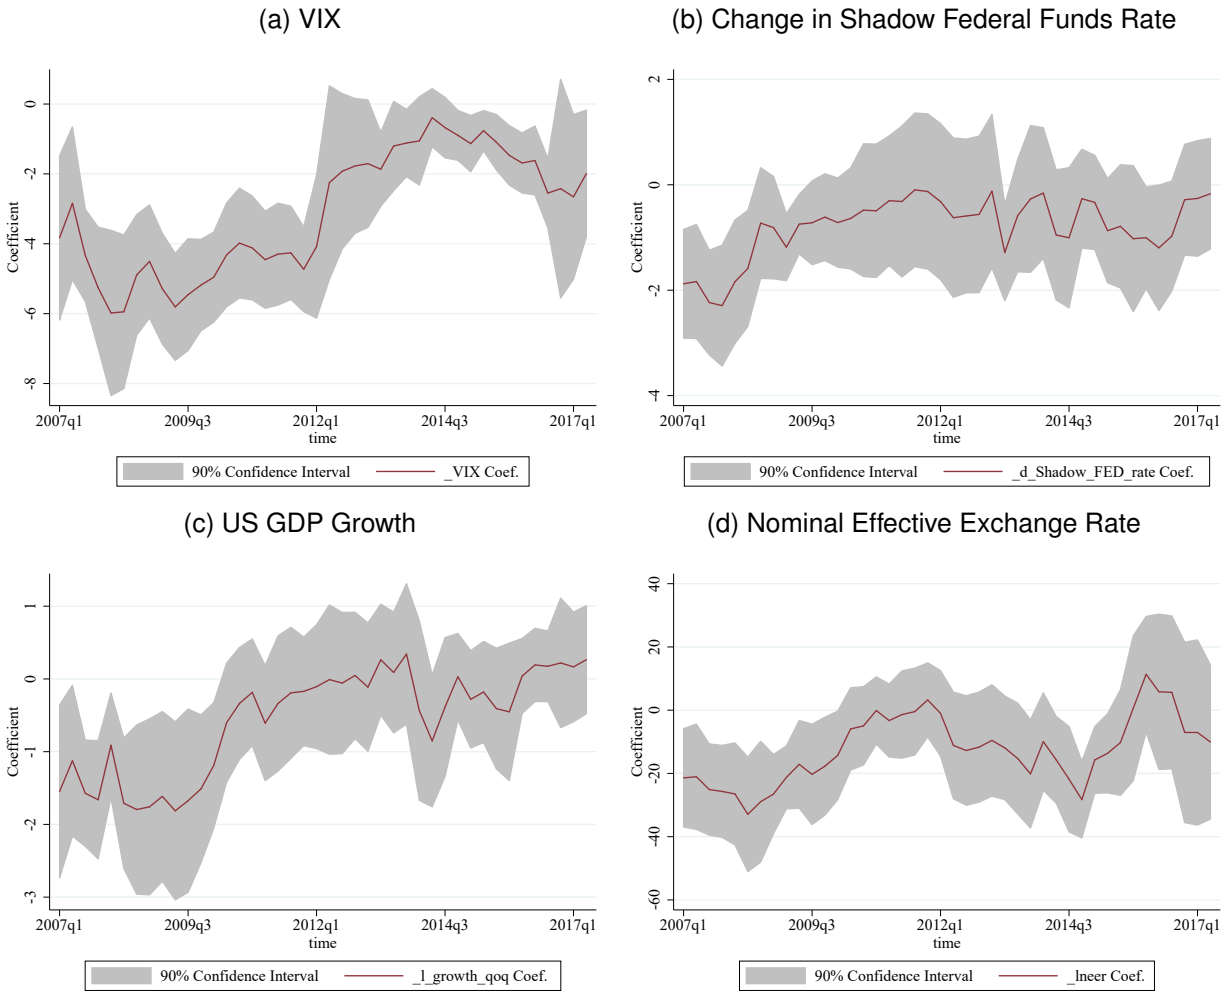 (a) VIX
Coefficient
0
-2
-4
-6
-8
2007q1 2009q3 2012q1 2014q3 2017q1
time
90% Confidence Interval _VIX Coef.
(b) Change in Shadow Federal Funds Rate
Coefficient
2
0
-2
-4
2007q1 2009q3 2012q1 2014q3 2017q1
time
90% Confidence Interval _d_Shadow_FED_rate Coef.
(c) US GDP Growth
Coefficient
1
0
-1
-2
-3
2007q1 2009q3 2012q1 2014q3 2017q1
time
90% Confidence Interval _l_growth_qoq Coef.
(d) Nominal Effective Exchange Rate
Coefficient
40
20
0
-20
-40
-60
2007q1 2009q3 2012q1 2014q3 2017q1
time
90% Confidence Interval _lneer Coef.